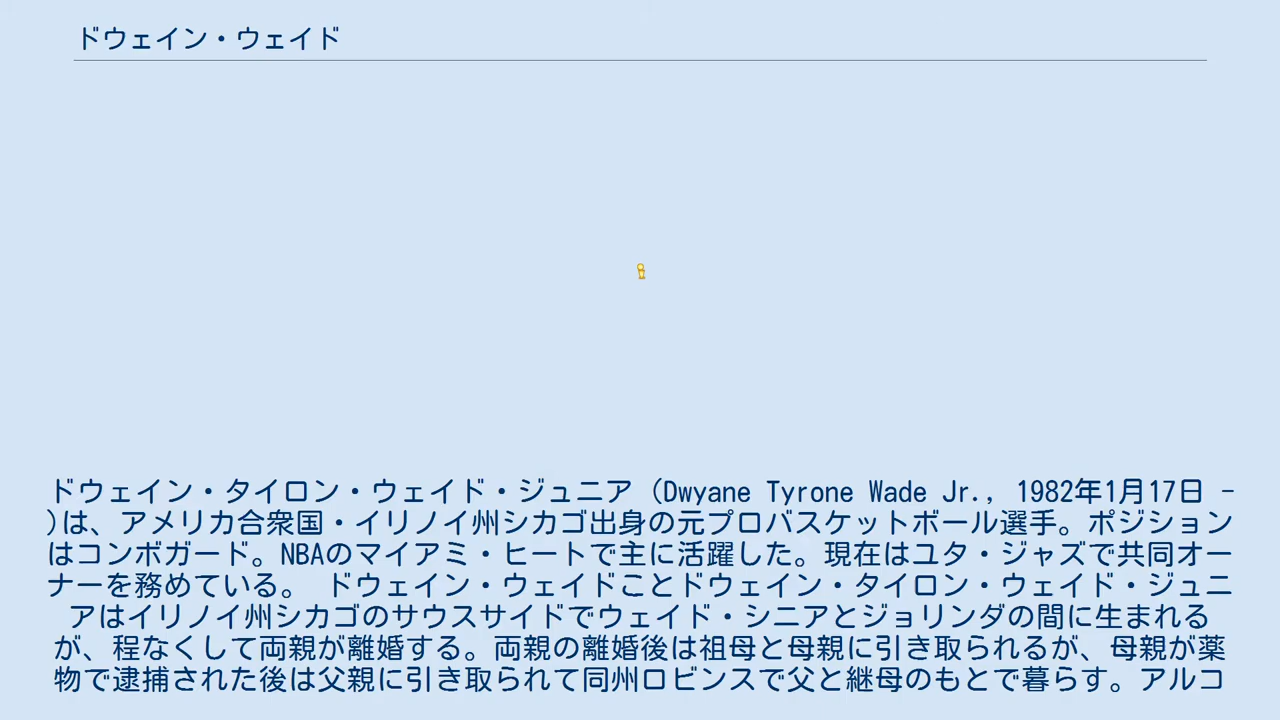 ドウェイン・ウェイド
ドウェイン・タイロン・ウェイド・ジュニア（Dwyane Tyrone Wade Jr., 1982年1月17日 -
)は、アメリカ合衆国・イリノイ州シカゴ出身の元プロバスケットボール選手。ポジション
はコンボガード。NBAのマイアミ・ヒートで主に活躍した。現在はユタ・ジャズで共同オー
ナーを務めている。 ドウェイン・ウェイドことドウェイン・タイロン・ウェイド・ジュニ
アはイリノイ州シカゴのサウスサイドでウェイド・シニアとジョリンダの間に生まれる
が、程なくして両親が離婚する。両親の離婚後は祖母と母親に引き取られるが、母親が薬
物で逮捕された後は父親に引き取られて同州ロビンスで父と継母のもとで暮らす。アルコ